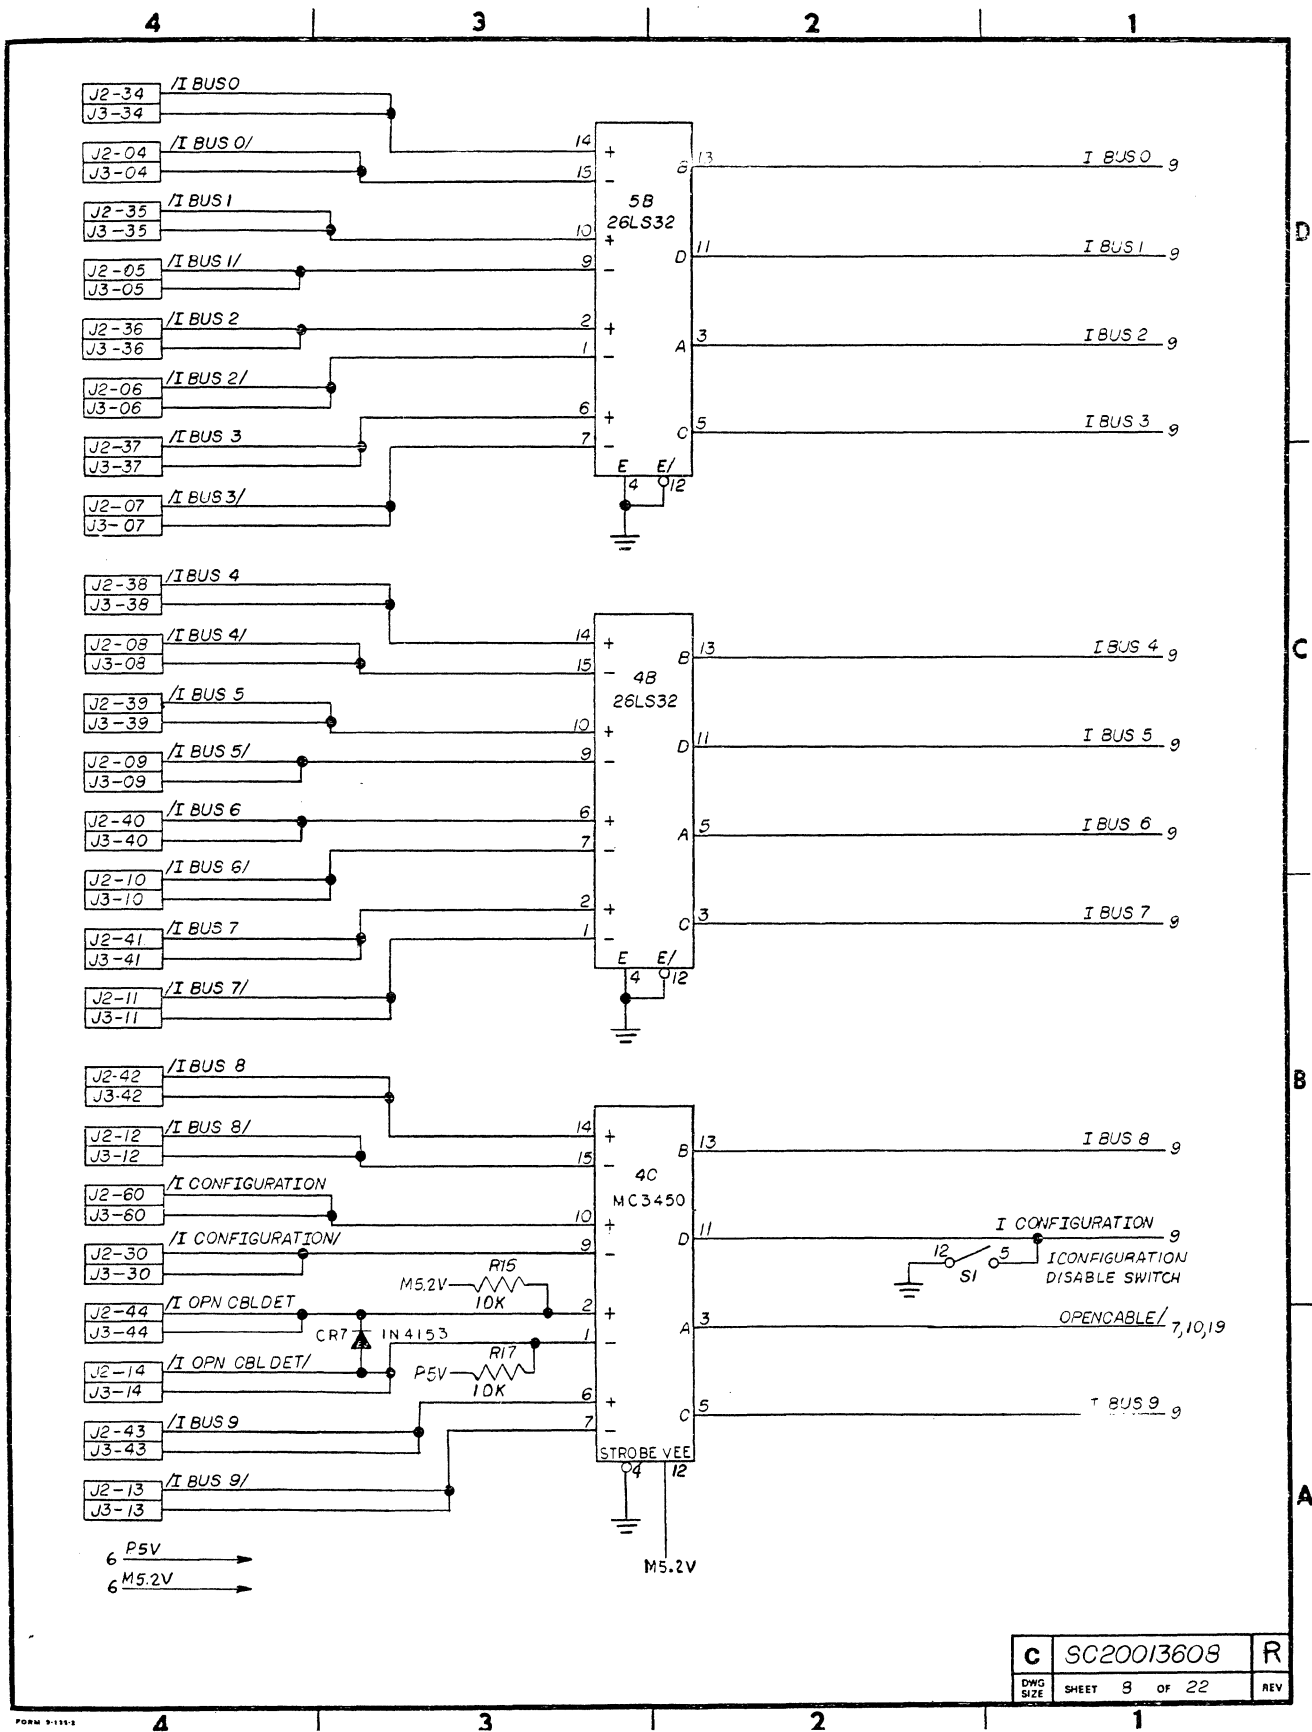 4 3 2 1
J2-34 /I BUS0
J3-34
J2-04 /I BUS 0/
J3-04
J2-35 /I BUS 1
J3-35
J2-05 /I BUS 1/
J3-05
J2-36 /I BUS 2
J3-36
J2-06 /I BUS 2/
J3-06
J2-37 /I BUS 3
J3-37
J2-07 /I BUS 3/
J3-07
14 +
15 -
10 +
9 -
2 +
1 -
6 +
7 -
5B
26LS32
B 13 I BUS0 9
D 11 I BUS1 9
A 3 I BUS 2 9
C 5 I BUS 3 9
E E/
4 12
D
J2-38 /I BUS 4
J3-38
J2-08 /I BUS 4/
J3-08
J2-39 /I BUS 5
J3-39
J2-09 /I BUS 5/
J3-09
J2-40 /I BUS 6
J3-40
J2-10 /I BUS 6/
J3-10
J2-41 /I BUS 7
J3-41
J2-11 /I BUS 7/
J3-11
14 +
15 -
10 +
9 -
6 +
7 -
2 +
1 -
4B
26LS32
B 13 I BUS 4 9
D 11 I BUS 5 9
A 5 I BUS 6 9
C 3 I BUS 7 9
E E/
4 12
C
J2-42 /I BUS 8
J3-42
J2-12 /I BUS 8/
J3-12
J2-60 /I CONFIGURATION
J3-60
J2-30 /I CONFIGURATION/
J3-30
J2-44 /I OPN CBLDET
J3-44
J2-14 /I OPN CBLDET/
J3-14
J2-43 /I BUS 9
J3-43
J2-13 /I BUS 9/
J3-13
CR7 IN4153
M5.2V R15
10K
P5V R17
10K
14 +
15 -
10 +
9 -
2 +
1 -
6 +
7 -
4C
MC3450
B 13 I BUS 8 9
D 11 I CONFIGURATION 9
12 S1 5 ICONFIGURATION
DISABLE SWITCH
A 3 OPENCABLE/ 7,10,19
C 5 I BUS 9 9
STROBE VEE
4 12
M5.2V
B
A
6 P5V
6 M5.2V
C SC20013608 R
DWG SIZE SHEET 8 OF 22 REV
4 3 2 1